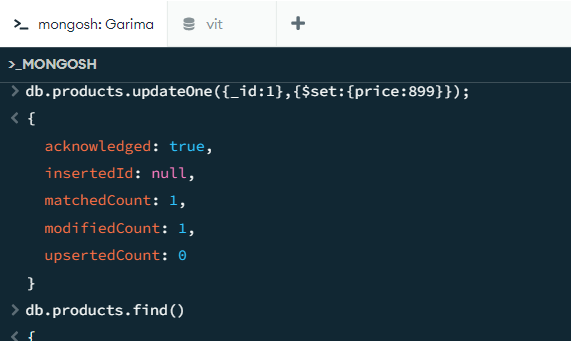 >_ mongosh: Garima vit +
>_MONGOSH
> db.products.updateOne({_id:1},{$set:{price:899}});
< {
acknowledged: true,
insertedId: null,
matchedCount: 1,
modifiedCount: 1,
upsertedCount: 0
}
> db.products.find()
< {